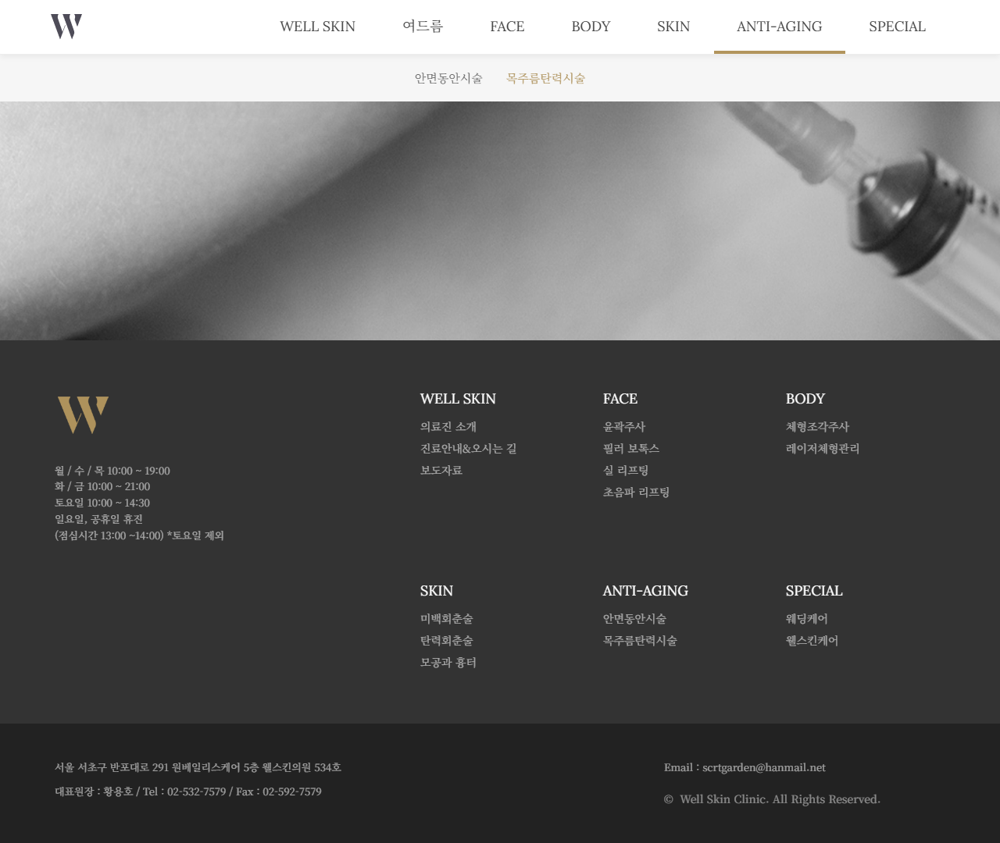 W
WELL SKIN 여드름 FACE BODY SKIN ANTI-AGING SPECIAL
안면동안시술 목주름탄력시술
W
월 / 수 / 목 10:00 ~ 19:00
화 / 금 10:00 ~ 21:00
토요일 10:00 ~ 14:30
일요일, 공휴일 휴진
(점심시간 13:00 ~14:00) *토요일 제외
WELL SKIN
의료진 소개
진료안내&오시는 길
보도자료
FACE
윤곽주사
필러 보톡스
실 리프팅
초음파 리프팅
BODY
체형조각주사
레이저체형관리
SKIN
미백회춘술
탄력회춘술
모공과 흉터
ANTI-AGING
안면동안시술
목주름탄력시술
SPECIAL
웨딩케어
웰스킨케어
서울 서초구 반포대로 291 원베일리스케어 5층 웰스킨의원 534호
대표원장 : 황용호 / Tel : 02-532-7579 / Fax : 02-592-7579
Email : scrtgarden@hanmail.net
© Well Skin Clinic. All Rights Reserved.